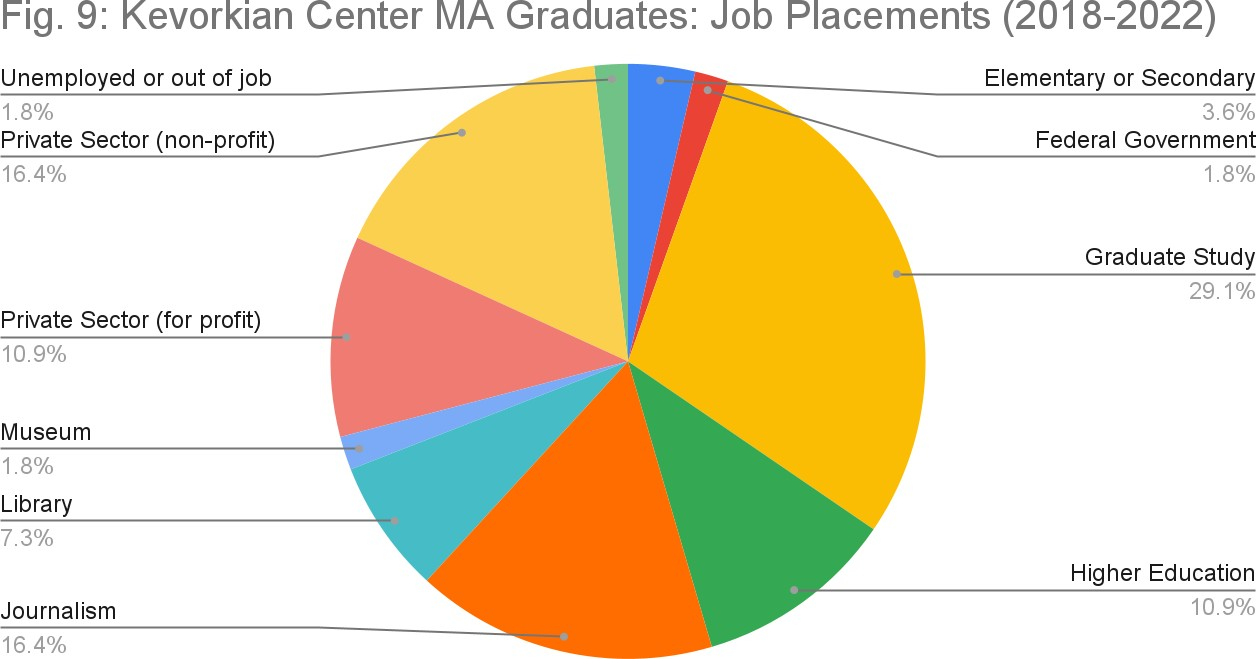 Fig. 9: Kevorkian Center MA Graduates: Job Placements (2018-2022)
Unemployed or out of job
1.8%
Private Sector (non-profit)
16.4%
Private Sector (for profit)
10.9%
Museum
1.8%
Library
7.3%
Journalism
16.4%
Elementary or Secondary
3.6%
Federal Government
1.8%
Graduate Study
29.1%
Higher Education
10.9%